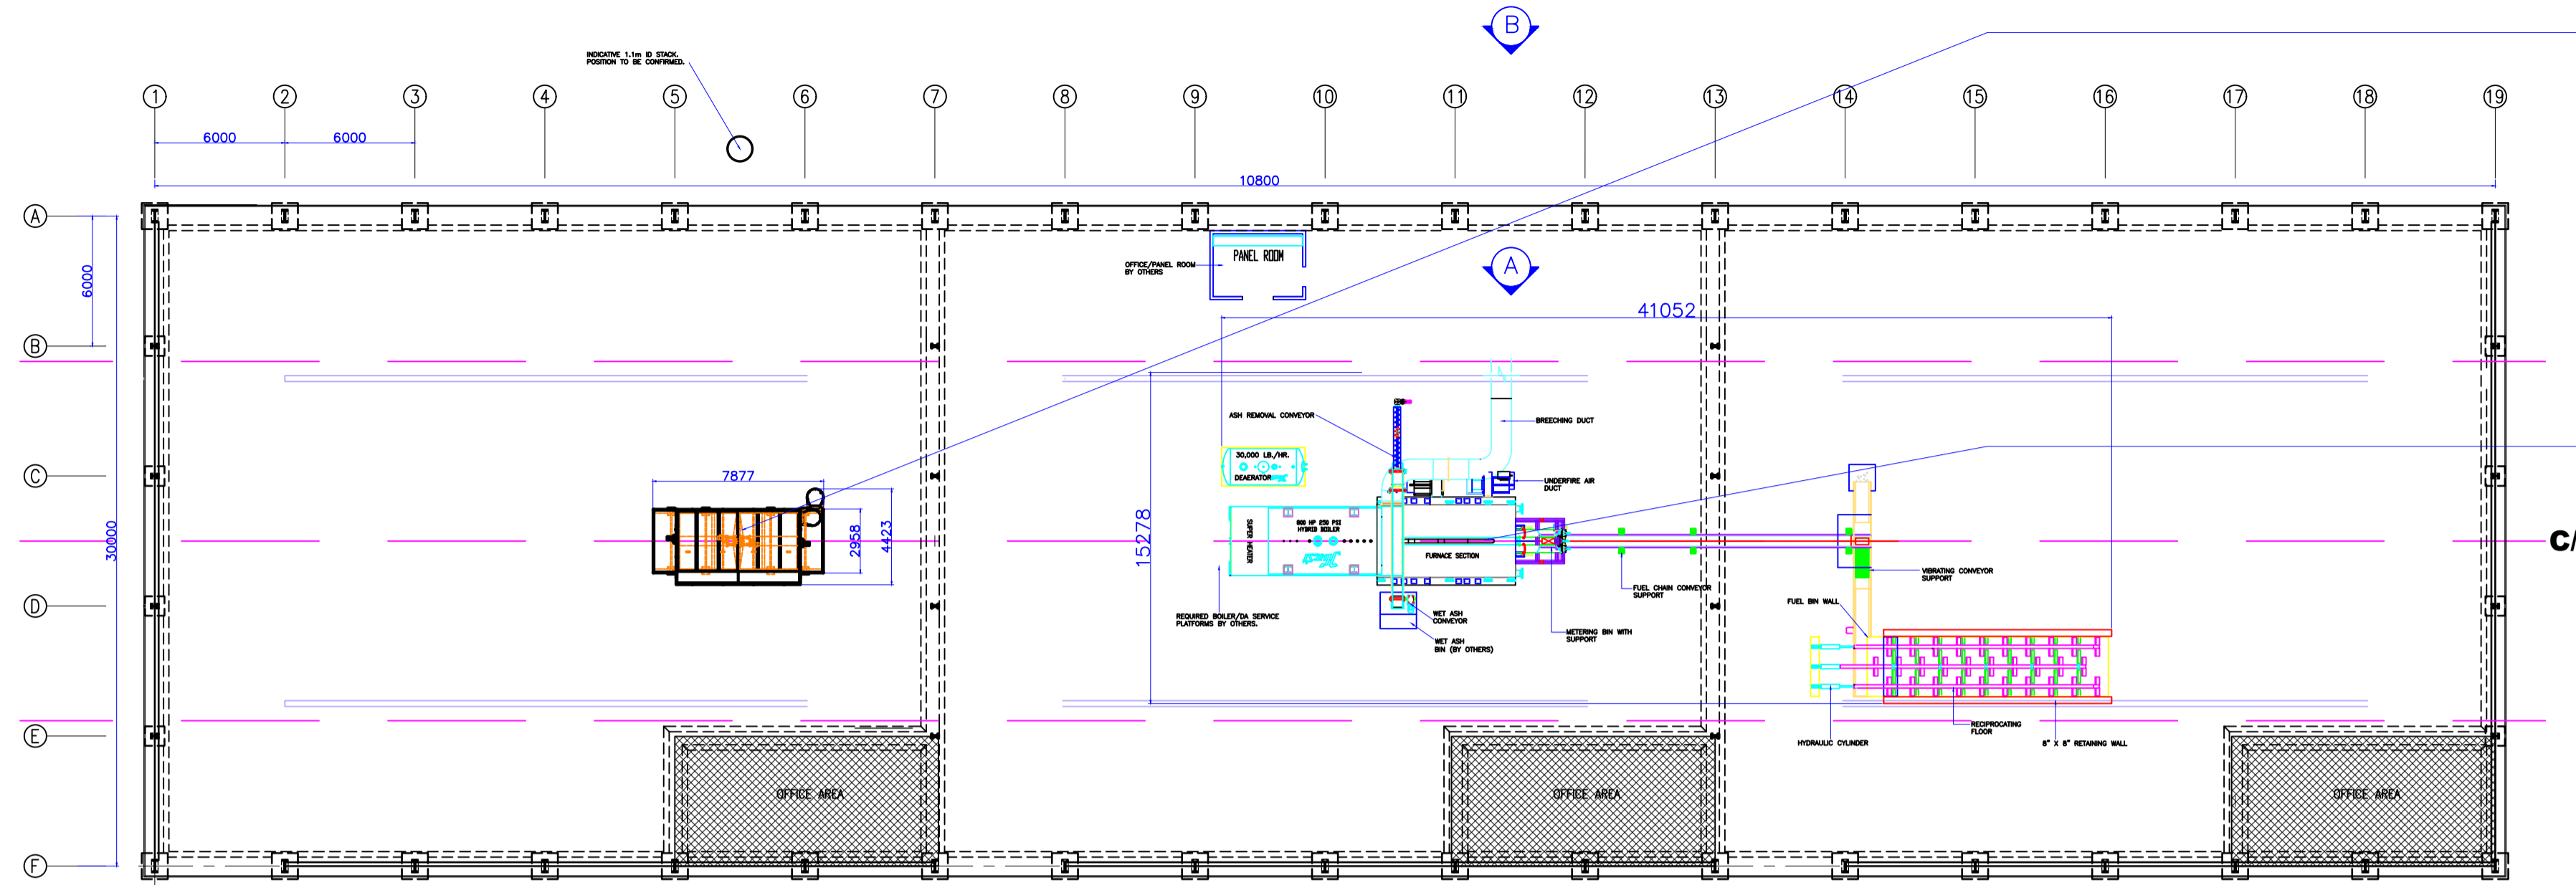 B
INDICATIVE 1.1m ID STACK.
POSITION TO BE CONFIRMED.
1 2 3 4 5 6 7 8 9 10 11 12 13 14 15 16 17 18 19
6000 6000
10800
A
B
C
D
E
F
6000
30000
OFFICE/PANEL ROOM
BY OTHERS
PANEL ROOM
A
41052
15278
ASH REMOVAL CONVEYOR
BREECHING DUCT
30,000 LB./HR.
DEAERATOR
UNDERFIRE AIR
DUCT
7877
2958
4423
SUPER HEATER
600 HP 250 PSI
HYBRID BOILER
FURNACE SECTION
C/
VIBRATING CONVEYOR
SUPPORT
FUEL CHAIN CONVEYOR
SUPPORT
FUEL BIN WALL
REQUIRED BOILER/DA SERVICE
PLATFORMS BY OTHERS.
WET ASH
CONVEYOR
METERING BIN WITH
SUPPORT
WET ASH
BIN (BY OTHERS)
HYDRAULIC CYLINDER
RECIPROCATING
FLOOR
8" X 8" RETAINING WALL
OFFICE AREA
OFFICE AREA
OFFICE AREA